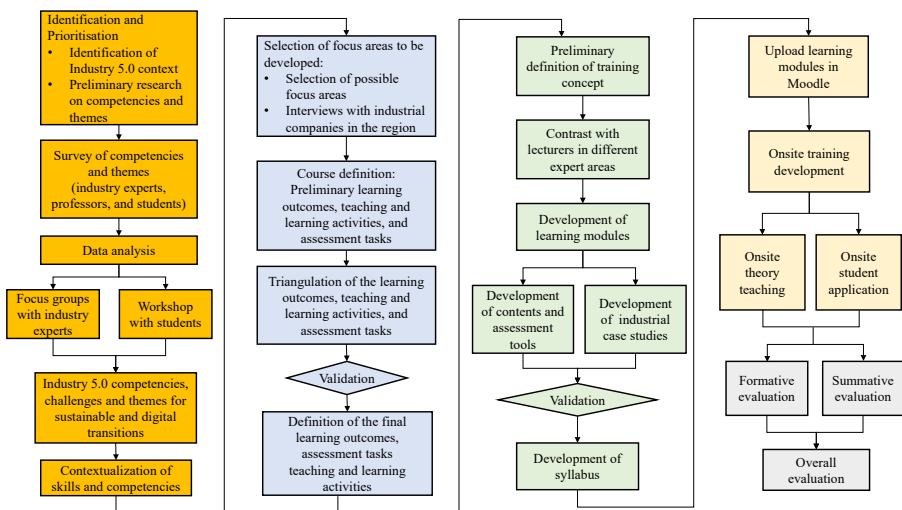 Identification and
Prioritisation
• Identification of
Industry 5.0 context
• Preliminary research
on competencies and
themes
Survey of competencies
and themes
(industry experts,
professors, and students)
Data analysis
Focus groups
with industry
experts
Workshop
with students
Industry 5.0 competencies,
challenges and themes for
sustainable and digital
transitions
Contextualization of
skills and competencies
Selection of focus areas to be
developed:
• Selection of possible
focus areas
• Interviews with industrial
companies in the region
Course definition:
Preliminary learning
outcomes, teaching and
learning activities, and
assessment tasks
Triangulation of the learning
outcomes, teaching and
learning activities, and
assessment tasks
Validation
Definition of the final
learning outcomes,
assessment tasks
teaching and learning
activities
Preliminary
definition of training
concept
Contrast with
lecturers in different
expert areas
Development of
learning modules
Development
of contents and
assessment
tools
Development
of industrial
case studies
Validation
Development of
syllabus
Upload learning
modules in
Moodle
Onsite training
development
Onsite
theory
teaching
Onsite
student
application
Formative
evaluation
Summative
evaluation
Overall
evaluation